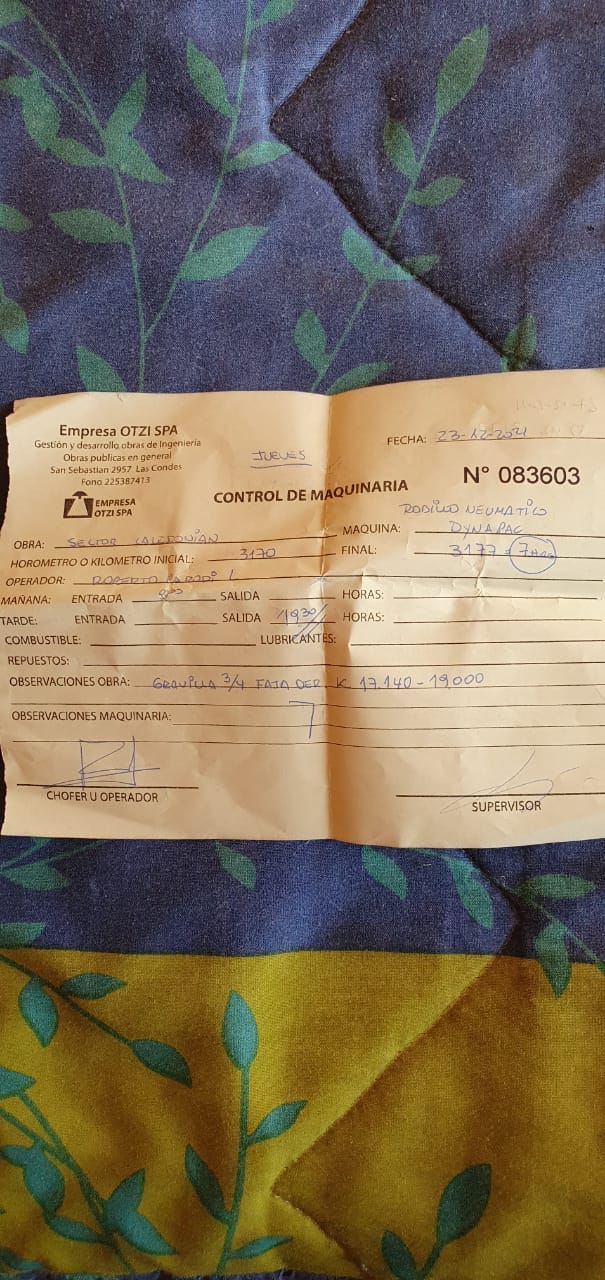 Empresa OTZI SPA
Gestión y desarrollo obras de Ingeniería
Obras publicas en general
San Sebastian 2957 Las Condes
Fono 225387413
EMPRESA
OTZI SPA
JUEVES
FECHA: 23-12-2021
N° 083603
CONTROL DE MAQUINARIA
RODILLO NEUMATICO
OBRA: SECTOR CALEDONIAN
MAQUINA: DYNAPAC
HOROMETRO O KILOMETRO INICIAL: 3170
FINAL: 3177 = 7 HRS
OPERADOR: ROBERTO
MAÑANA: ENTRADA 8:00 SALIDA HORAS:
TARDE: ENTRADA SALIDA 19:30 HORAS:
COMBUSTIBLE: LUBRICANTES:
REPUESTOS:
OBSERVACIONES OBRA: GRAVILLA 3/4 FAJA DER K 17.140 - 19,000
OBSERVACIONES MAQUINARIA:
CHOFER U OPERADOR
SUPERVISOR